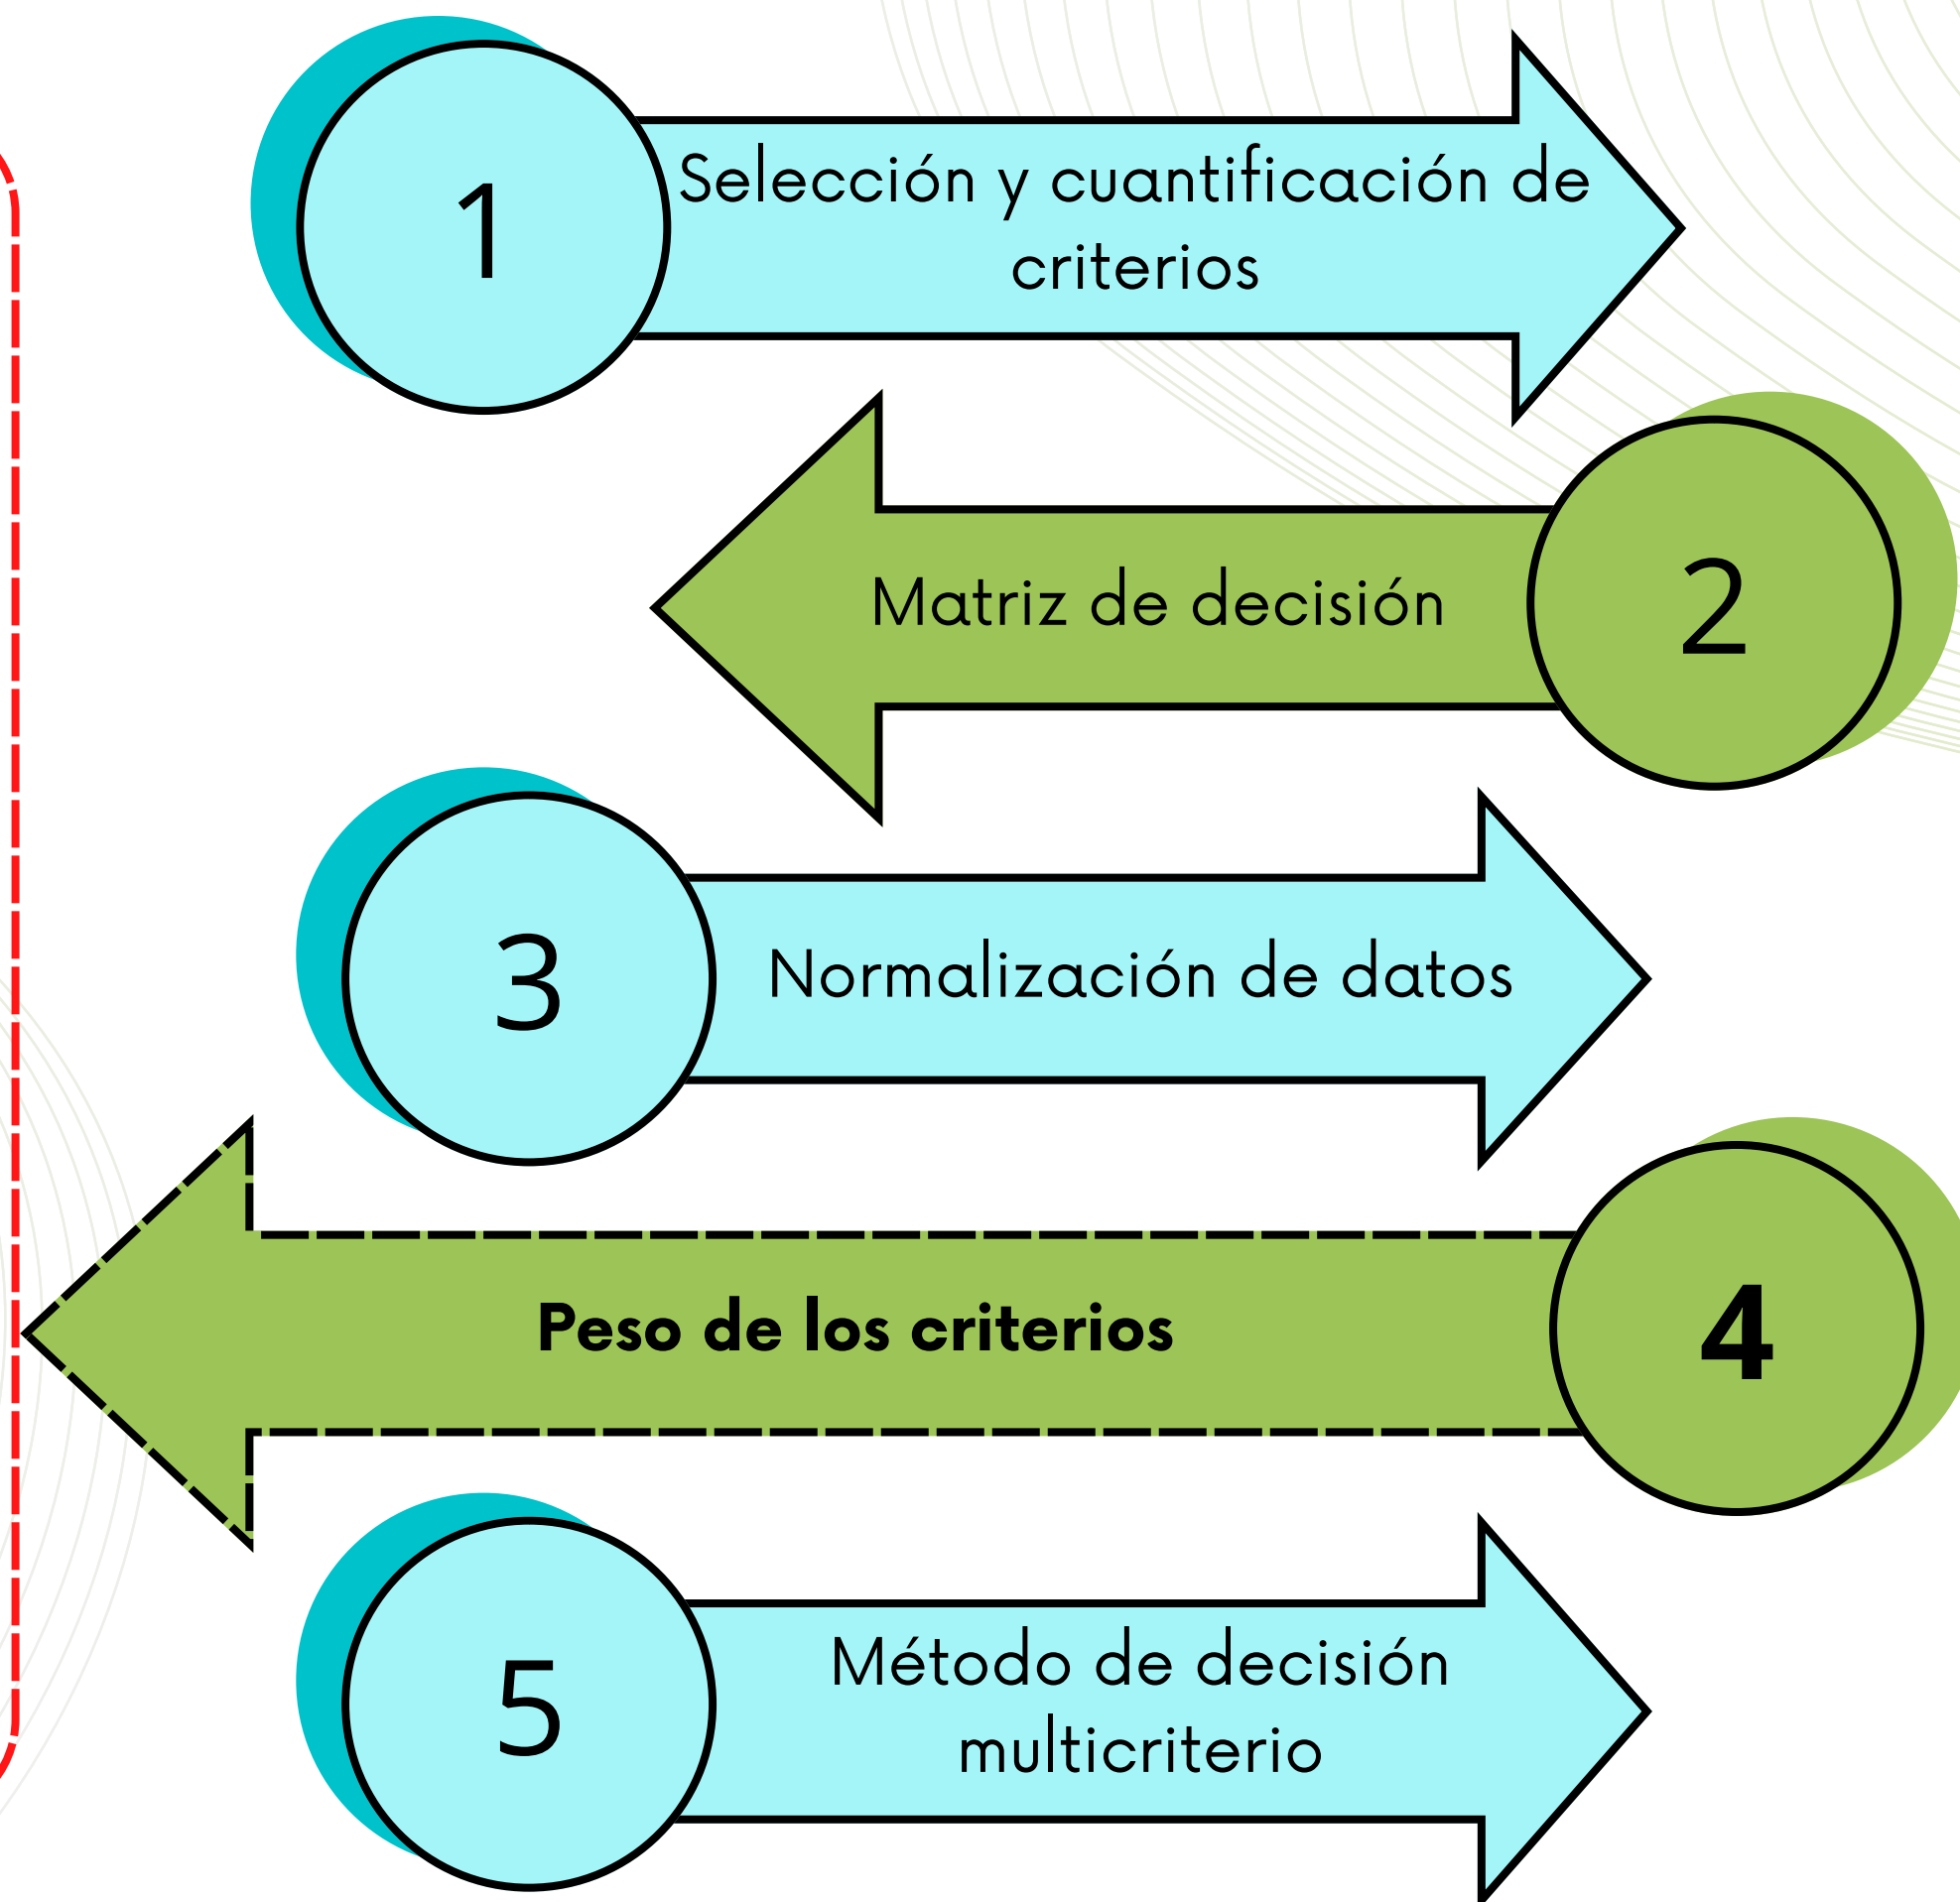 1
Selección y cuantificación de
criterios
2
Matriz de decisión
3
Normalización de datos
4
Peso de los criterios
5
Método de decisión
multicriterio